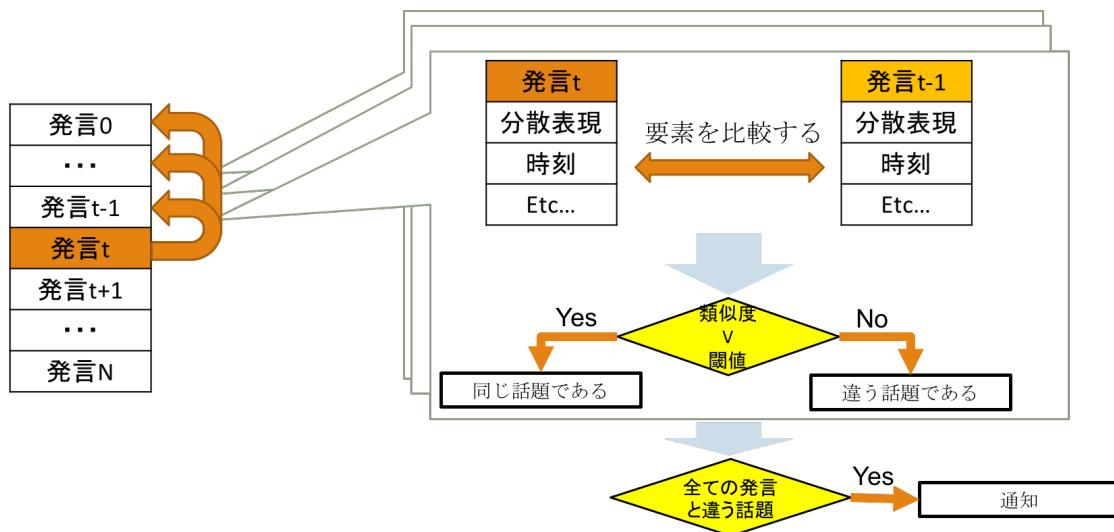 発言0
・・・
発言t-1
発言t
発言t+1
・・・
発言N
発言t
分散表現
時刻
Etc...
要素を比較する
発言t-1
分散表現
時刻
Etc...
類似度
∨
閾値
Yes
No
同じ話題である
違う話題である
全ての発言
と違う話題
Yes
通知